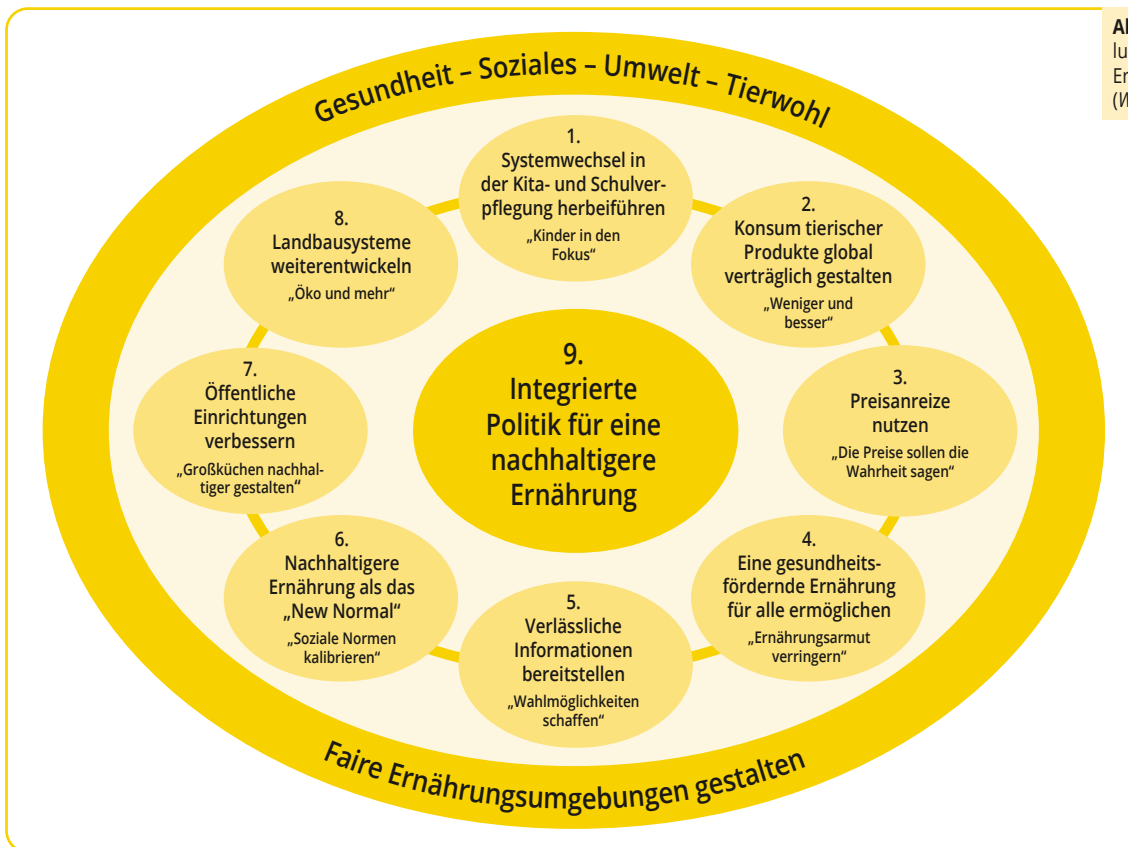 Gesundheit – Soziales – Umwelt – Tierwohl
1.
Systemwechsel in
der Kita- und Schulver-
pflegung herbeiführen
„Kinder in den
Fokus“
2.
Konsum tierischer
Produkte global
verträglich gestalten
„Weniger und
besser“
3.
Preisanreize
nutzen
„Die Preise sollen die
Wahrheit sagen“
4.
Eine gesundheits-
fördernde Ernährung
für alle ermöglichen
„Ernährungsarmut
verringern“
5.
Verlässliche
Informationen
bereitstellen
„Wahlmöglichkeiten
schaffen“
6.
Nachhaltigere
Ernährung als das
„New Normal“
„Soziale Normen
kalibrieren“
7.
Öffentliche
Einrichtungen
verbessern
„Großküchen nachhal-
tiger gestalten“
8.
Landbausysteme
weiterentwickeln
„Öko und mehr“
9.
Integrierte
Politik für eine
nachhaltigere
Ernährung
Faire Ernährungsumgebungen gestalten